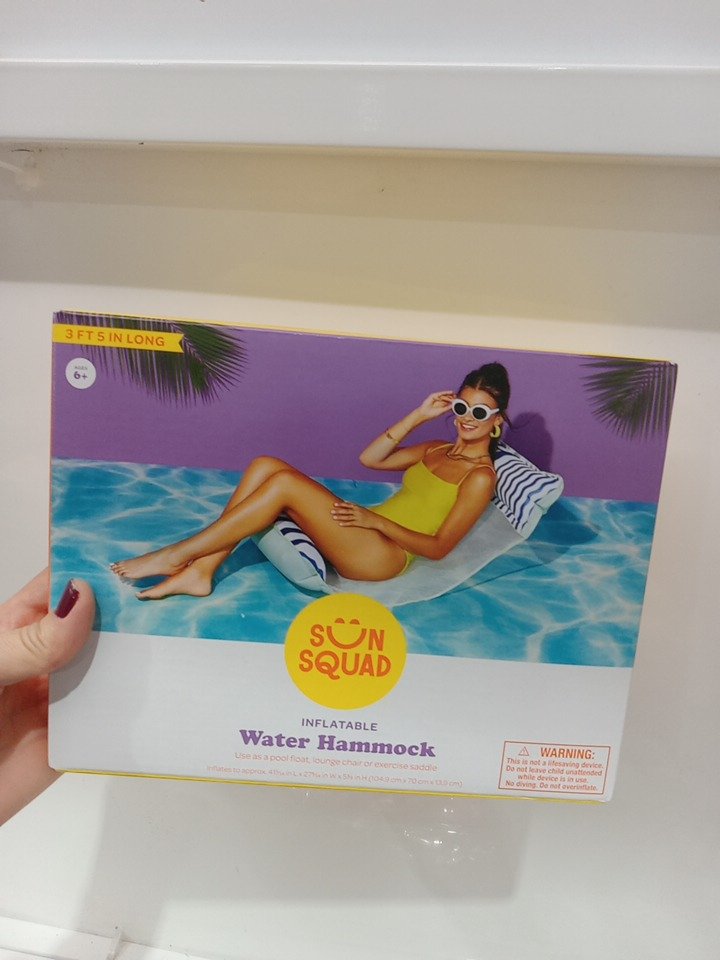 3 FT 5 IN LONG
AGES
6+
SUN
SQUAD
INFLATABLE
Water Hammock
Use as a pool float, lounge chair or exercise saddle
⚠ WARNING:
This is not a lifesaving device.
Do not leave child unattended
while device is in use.
No diving. Do not overinflate.